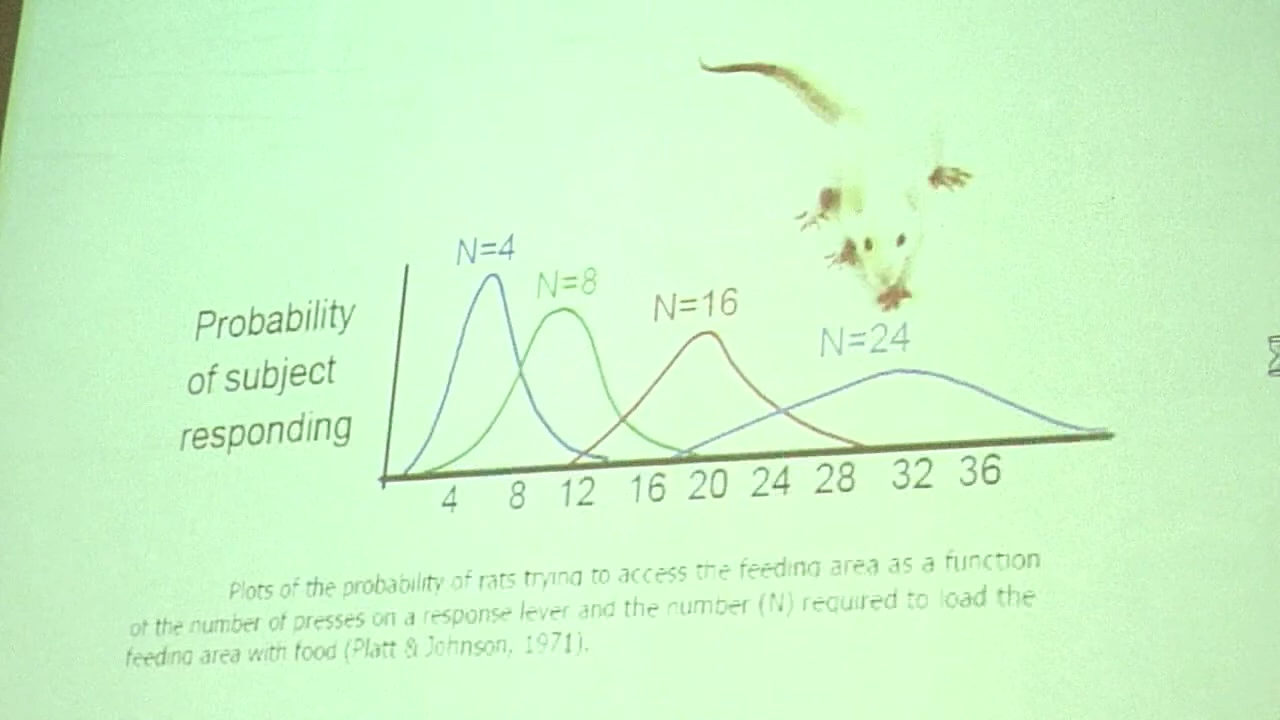 N=4
N=8
N=16
N=24
Probability
of subject
responding
4 8 12 16 20 24 28 32 36
Plots of the probability of rats trying to access the feeding area as a function
of the number of presses on a response lever and the number (N) required to load the
feeding area with food (Platt & Johnson, 1971).